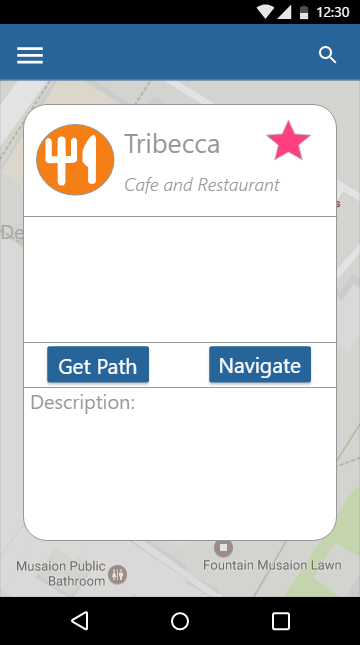 12:30
Tribecca
Cafe and Restaurant
s
De
Get Path
Navigate
Description:
Musaion Public
Bathroom
Fountain Musaion Lawn